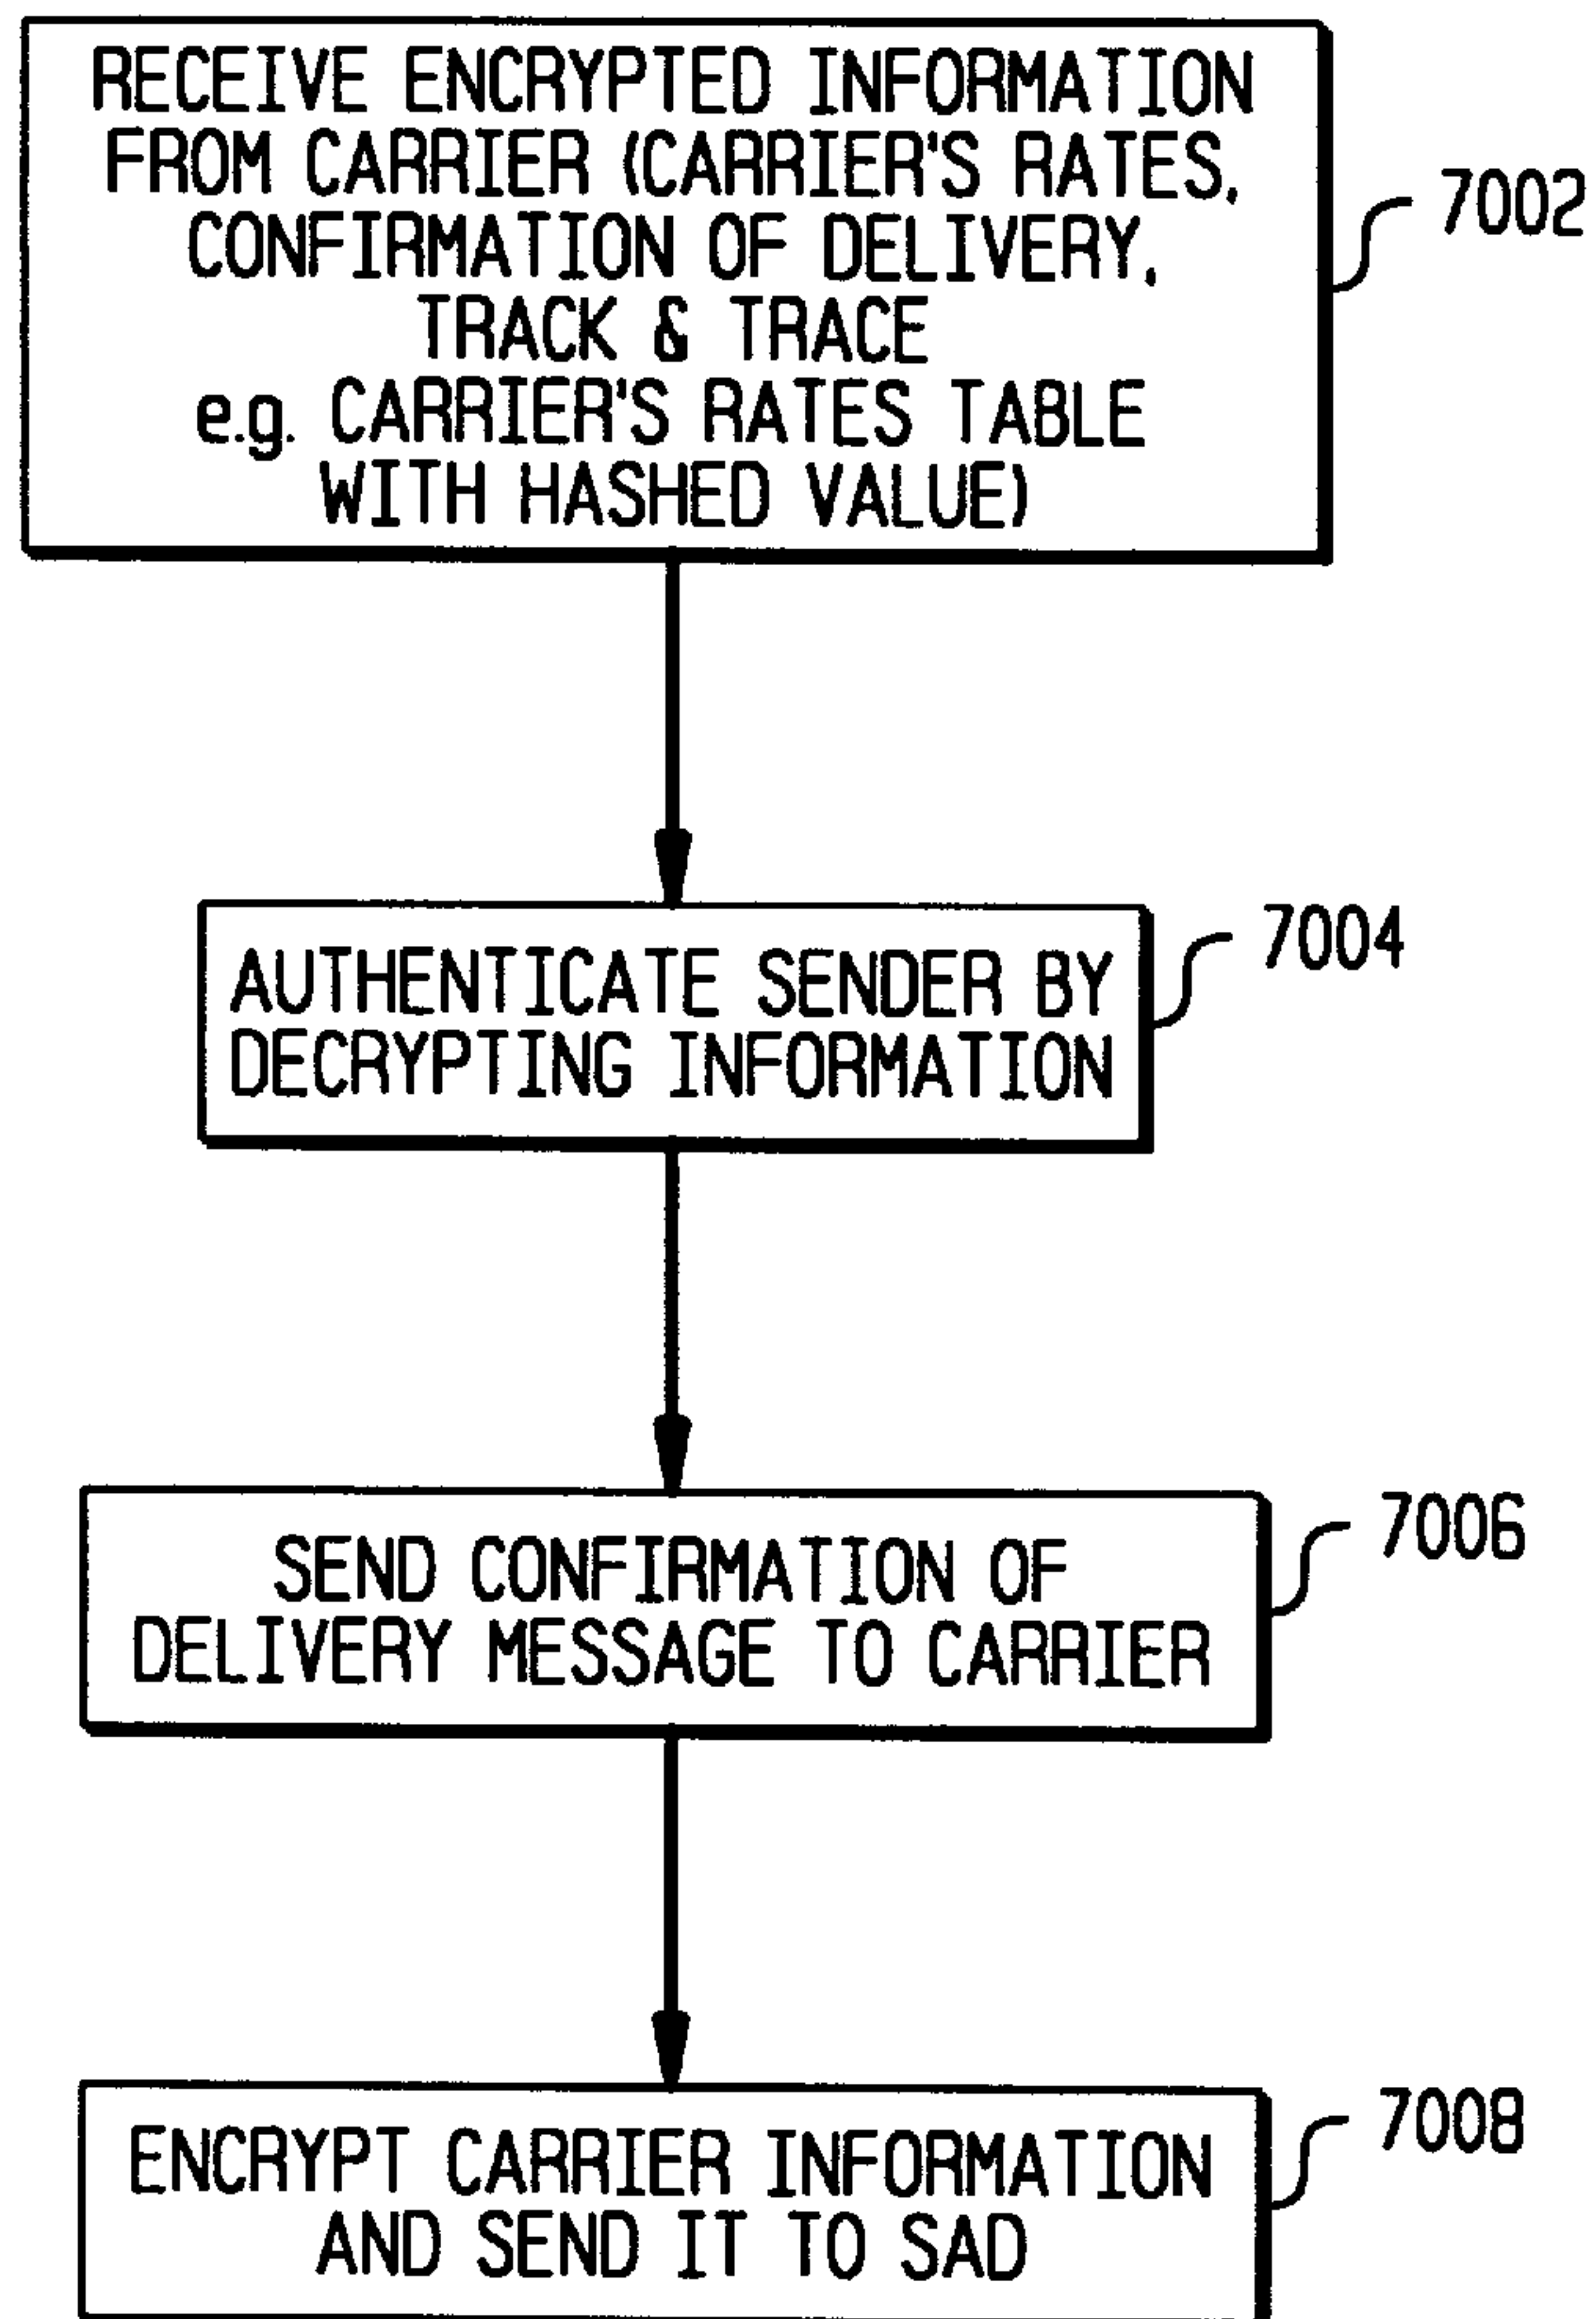 RECEIVE ENCRYPTED INFORMATION
FROM CARRIER (CARRIER'S RATES,
CONFIRMATION OF DELIVERY,
TRACK & TRACE
e.g. CARRIER'S RATES TABLE
WITH HASHED VALUE)
7002
AUTHENTICATE SENDER BY
DECRYPTING INFORMATION
7004
SEND CONFIRMATION OF
DELIVERY MESSAGE TO CARRIER
7006
ENCRYPT CARRIER INFORMATION
AND SEND IT TO SAD
7008